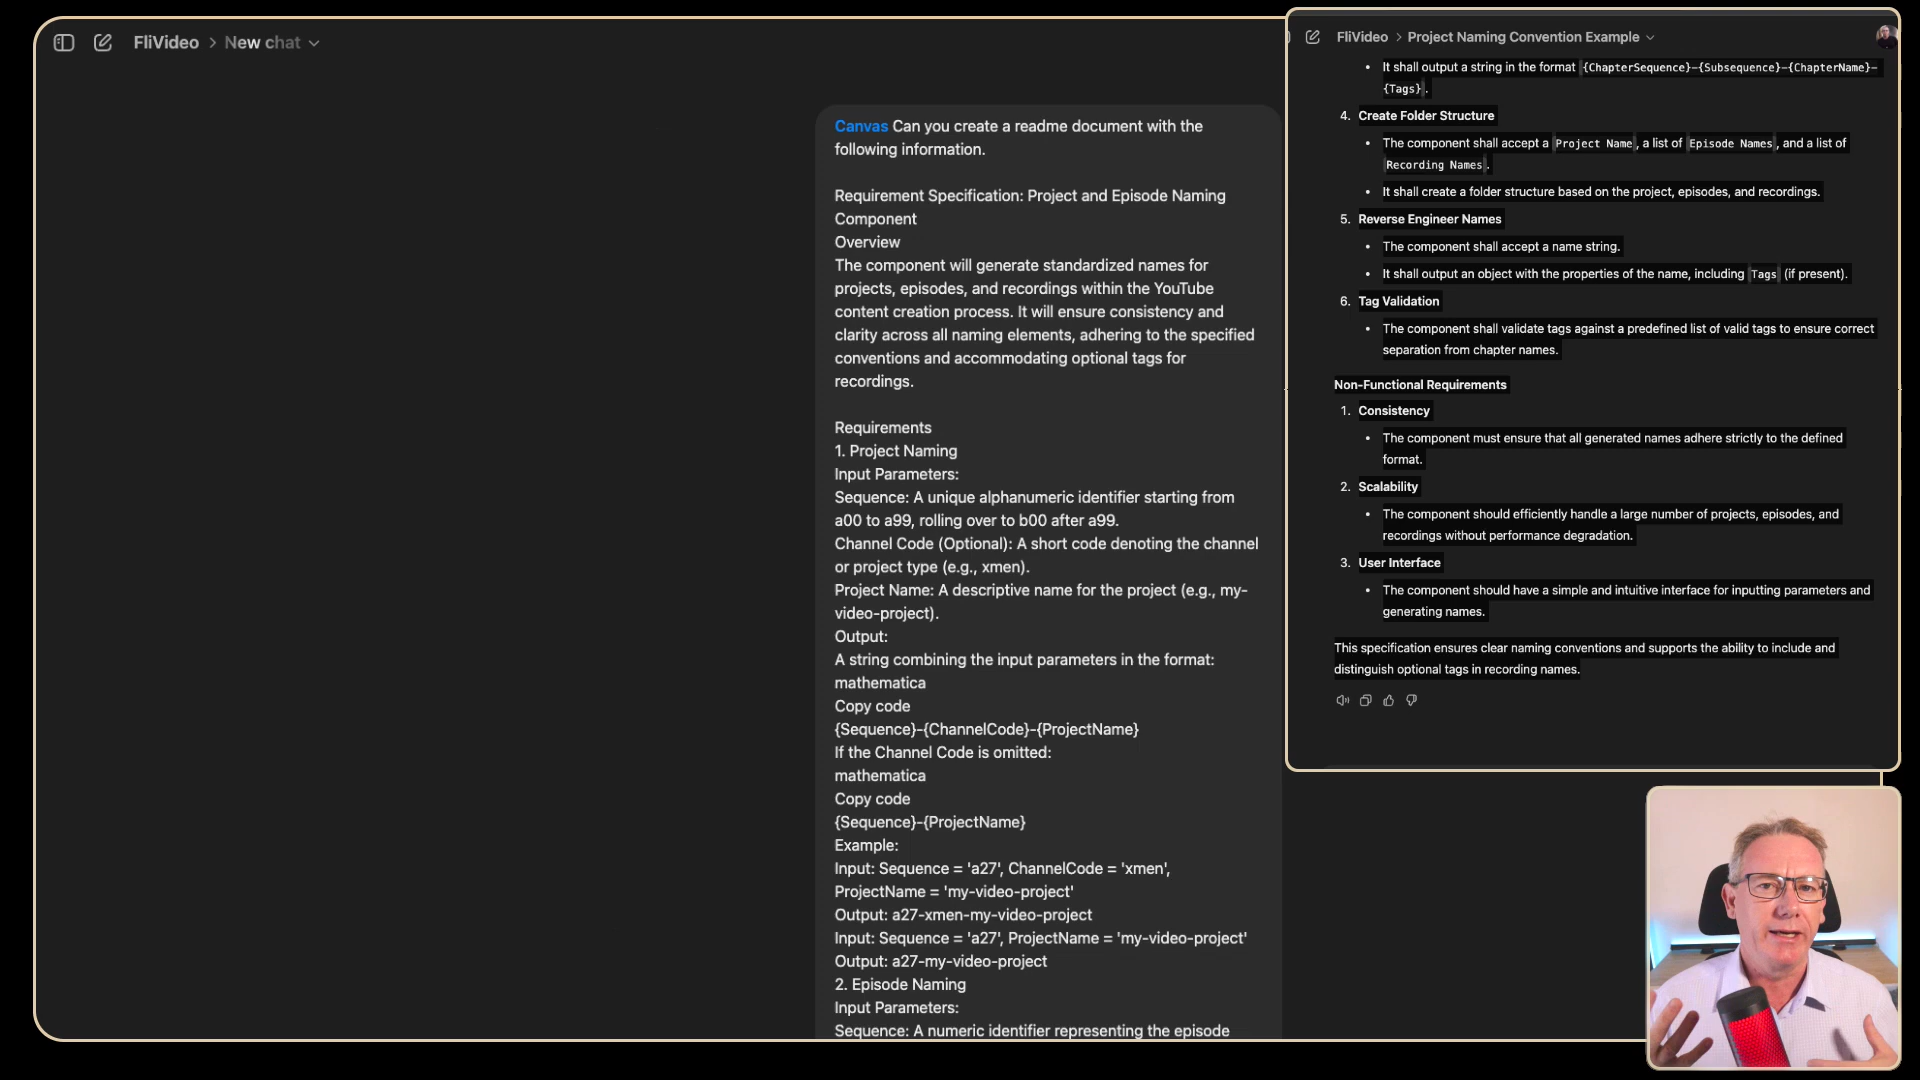 FliVideo > New chat
Canvas Can you create a readme document with the
following information.
Requirement Specification: Project and Episode Naming
Component
Overview
The component will generate standardized names for
projects, episodes, and recordings within the YouTube
content creation process. It will ensure consistency and
clarity across all naming elements, adhering to the specified
conventions and accommodating optional tags for
recordings.
Requirements
1. Project Naming
Input Parameters:
Sequence: A unique alphanumeric identifier starting from
a00 to a99, rolling over to b00 after a99.
Channel Code (Optional): A short code denoting the channel
or project type (e.g., xmen).
Project Name: A descriptive name for the project (e.g., my-
video-project).
Output:
A string combining the input parameters in the format:
mathematica
Copy code
{Sequence}-{ChannelCode}-{ProjectName}
If the Channel Code is omitted:
mathematica
Copy code
{Sequence}-{ProjectName}
Example:
Input: Sequence = 'a27', ChannelCode = 'xmen',
ProjectName = 'my-video-project'
Output: a27-xmen-my-video-project
Input: Sequence = 'a27', ProjectName = 'my-video-project'
Output: a27-my-video-project
2. Episode Naming
Input Parameters:
Sequence: A numeric identifier representing the episode
FliVideo > Project Naming Convention Example
• It shall output a string in the format {ChapterSequence}-{Subsequence}-{ChapterName}-
{Tags}.
4. Create Folder Structure
• The component shall accept a Project Name, a list of Episode Names, and a list of
Recording Names.
• It shall create a folder structure based on the project, episodes, and recordings.
5. Reverse Engineer Names
• The component shall accept a name string.
• It shall output an object with the properties of the name, including Tags (if present).
6. Tag Validation
• The component shall validate tags against a predefined list of valid tags to ensure correct
separation from chapter names.
Non-Functional Requirements
1. Consistency
• The component must ensure that all generated names adhere strictly to the defined
format.
2. Scalability
• The component should efficiently handle a large number of projects, episodes, and
recordings without performance degradation.
3. User Interface
• The component should have a simple and intuitive interface for inputting parameters and
generating names.
This specification ensures clear naming conventions and supports the ability to include and
distinguish optional tags in recording names.